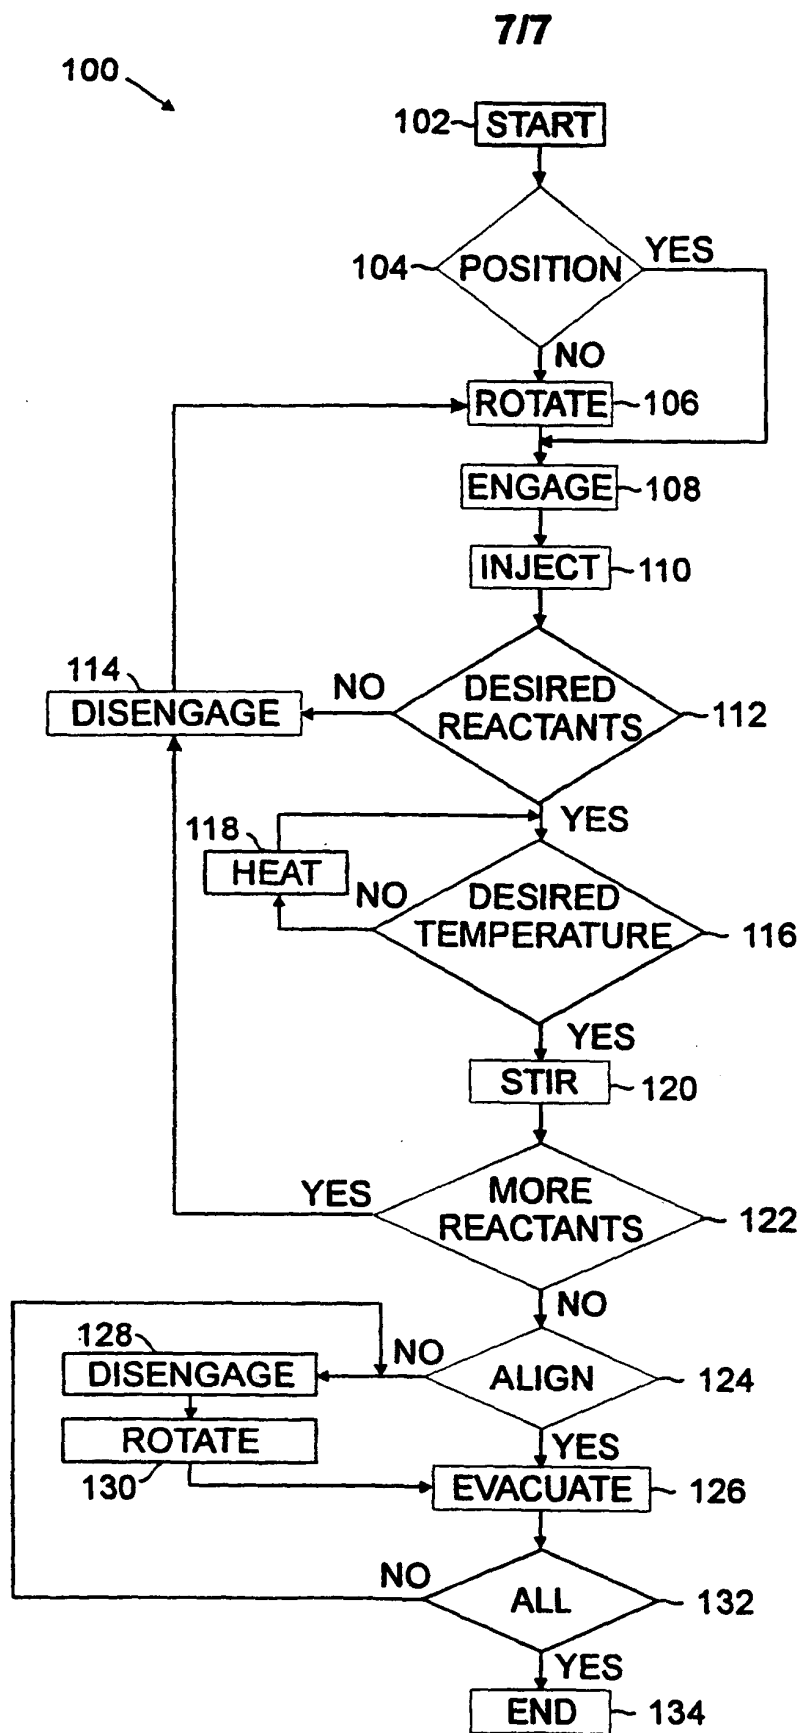 7/7
100
102 START
104 POSITION YES
NO
ROTATE 106
ENGAGE 108
INJECT 110
114
DISENGAGE
NO
DESIRED
REACTANTS
112
YES
118
HEAT
NO
DESIRED
TEMPERATURE
116
YES
STIR 120
YES
MORE
REACTANTS
122
NO
128
DISENGAGE
NO
ALIGN 124
YES
ROTATE
130
EVACUATE 126
NO
ALL 132
YES
END 134